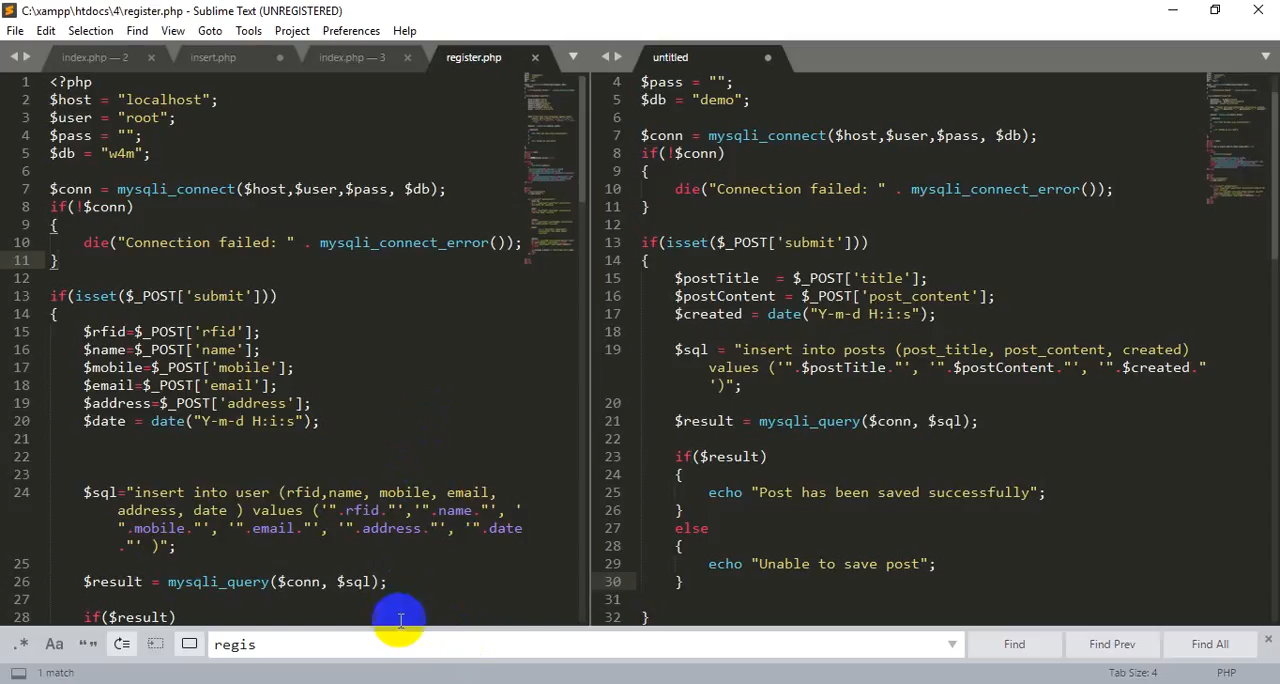 C:\xampp\htdocs\4\register.php - Sublime Text (UNREGISTERED)
File Edit Selection Find View Goto Tools Project Preferences Help
index.php — 2 insert.php index.php — 3 register.php
1 <?php
2 $host = "localhost";
3 $user = "root";
4 $pass = "";
5 $db = "w4m";
6
7 $conn = mysqli_connect($host,$user,$pass, $db);
8 if(!$conn)
9 {
10 die("Connection failed: " . mysqli_connect_error());
11 }
12
13 if(isset($_POST['submit']))
14 {
15 $rfid=$_POST['rfid'];
16 $name=$_POST['name'];
17 $mobile=$_POST['mobile'];
18 $email=$_POST['email'];
19 $address=$_POST['address'];
20 $date = date("Y-m-d H:i:s");
21
22
23
24 $sql="insert into user (rfid,name, mobile, email,
address, date ) values ('".rfid."','".name."', '
".mobile."', '".email."', '".address."', '".date
."' )";
25
26 $result = mysqli_query($conn, $sql);
27
28 if($result)
untitled
4 $pass = "";
5 $db = "demo";
6
7 $conn = mysqli_connect($host,$user,$pass, $db);
8 if(!$conn)
9 {
10 die("Connection failed: " . mysqli_connect_error());
11 }
12
13 if(isset($_POST['submit']))
14 {
15 $postTitle  = $_POST['title'];
16 $postContent = $_POST['post_content'];
17 $created = date("Y-m-d H:i:s");
18
19 $sql = "insert into posts (post_title, post_content, created)
values ('".$postTitle."', '".$postContent."', '".$created."
')";
20
21 $result = mysqli_query($conn, $sql);
22
23 if($result)
24 {
25 echo "Post has been saved successfully";
26 }
27 else
28 {
29 echo "Unable to save post";
30 }
31
32 }
.* Aa “” regis Find Find Prev Find All
1 match Tab Size: 4 PHP